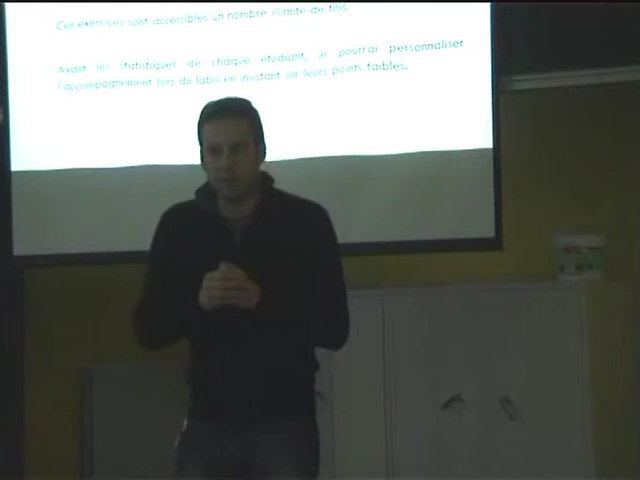 Ces exercices sont accessibles un nombre illimité de fois.
Ayant les statistiques de chaque étudiant, je pourrai personnaliser
l'accompagnement lors de labo en insistant sur leurs points faibles.